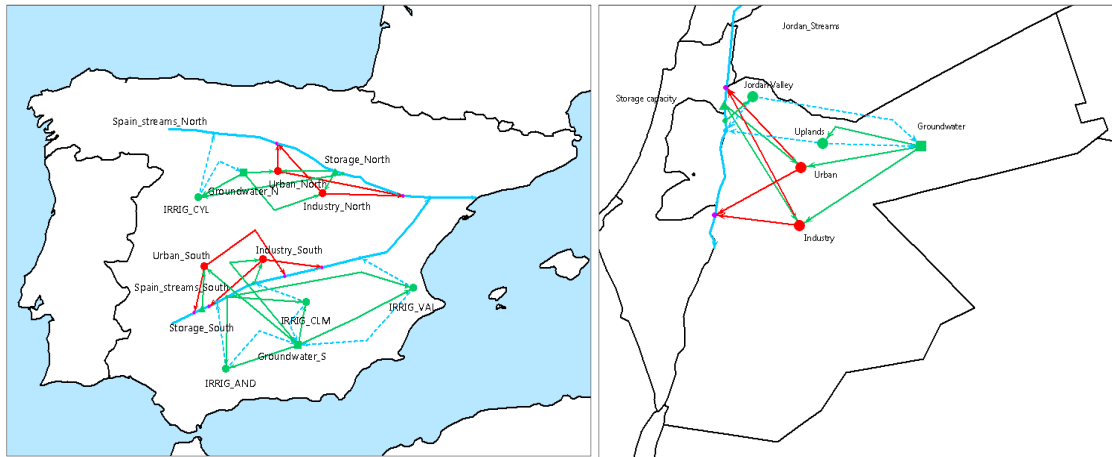 Spain_streams_North
Storage_North
Urban_North
Groundwater_N
IRRIG_CYL
Industry_North
Urban_South
Industry_South
Spain_streams_South
IRRIG_VAL
IRRIG_CLM
Storage_South
Groundwater_S
IRRIG_AND
Jordan_Streams
Jordan Valley
Storage capacity
Groundwater
Uplands
Urban
Industry